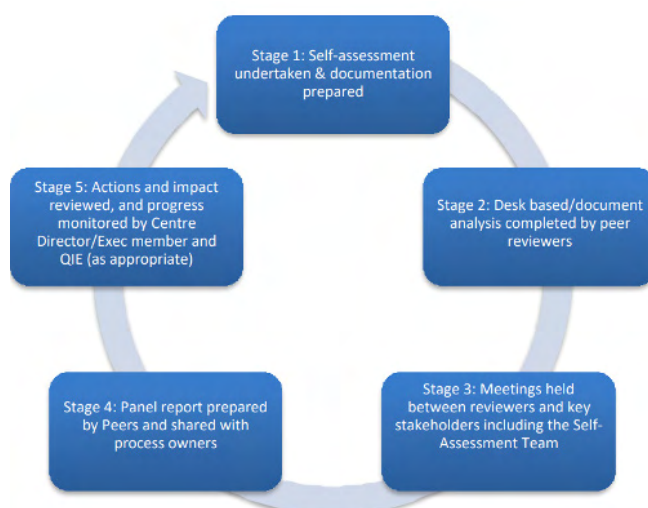 Stage 1: Self-assessment
undertaken & documentation
prepared
Stage 2: Desk based/document
analysis completed by peer
reviewers
Stage 3: Meetings held
between reviewers and key
stakeholders including the Self-
Assessment Team
Stage 4: Panel report prepared
by Peers and shared with
process owners
Stage 5: Actions and impact
reviewed, and progress
monitored by Centre
Director/Exec member and
QIE (as appropriate)